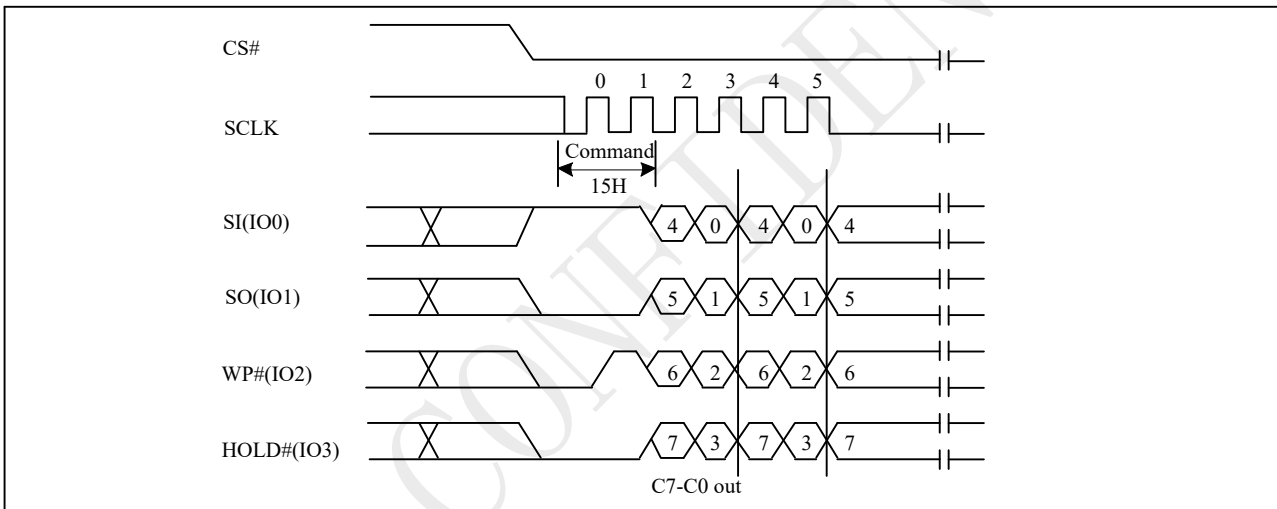 CS#
0 1 2 3 4 5
SCLK
Command
15H
SI(IO0) 4 0 4 0 4
SO(IO1) 5 1 5 1 5
WP#(IO2) 6 2 6 2 6
HOLD#(IO3) 7 3 7 3 7
C7-C0 out
CONFIDEN